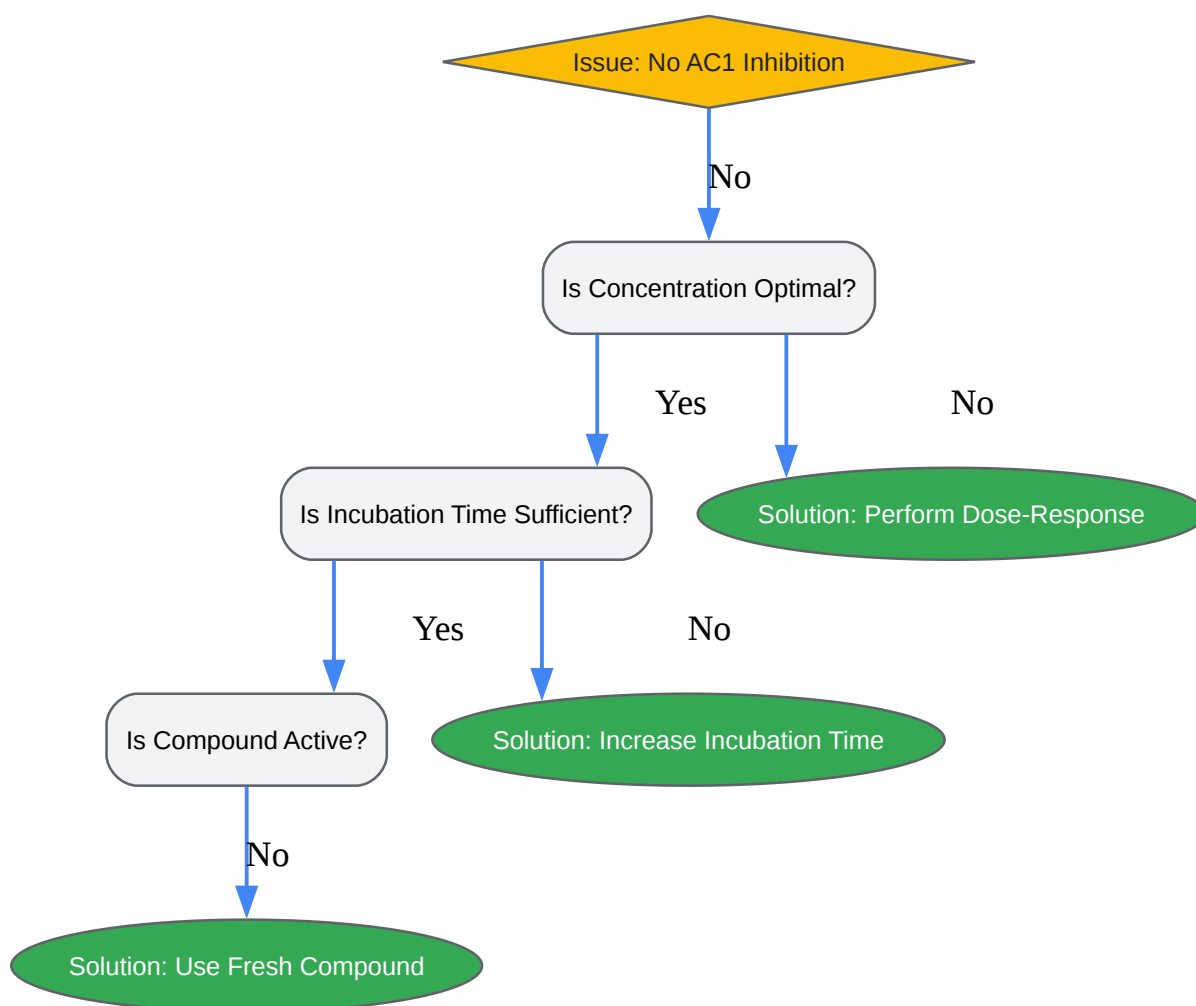 Issue: No AC1 Inhibition
No
Is Concentration Optimal?
Yes
No
Is Incubation Time Sufficient?
Solution: Perform Dose-Response
Yes
No
Is Compound Active?
Solution: Increase Incubation Time
No
Solution: Use Fresh Compound